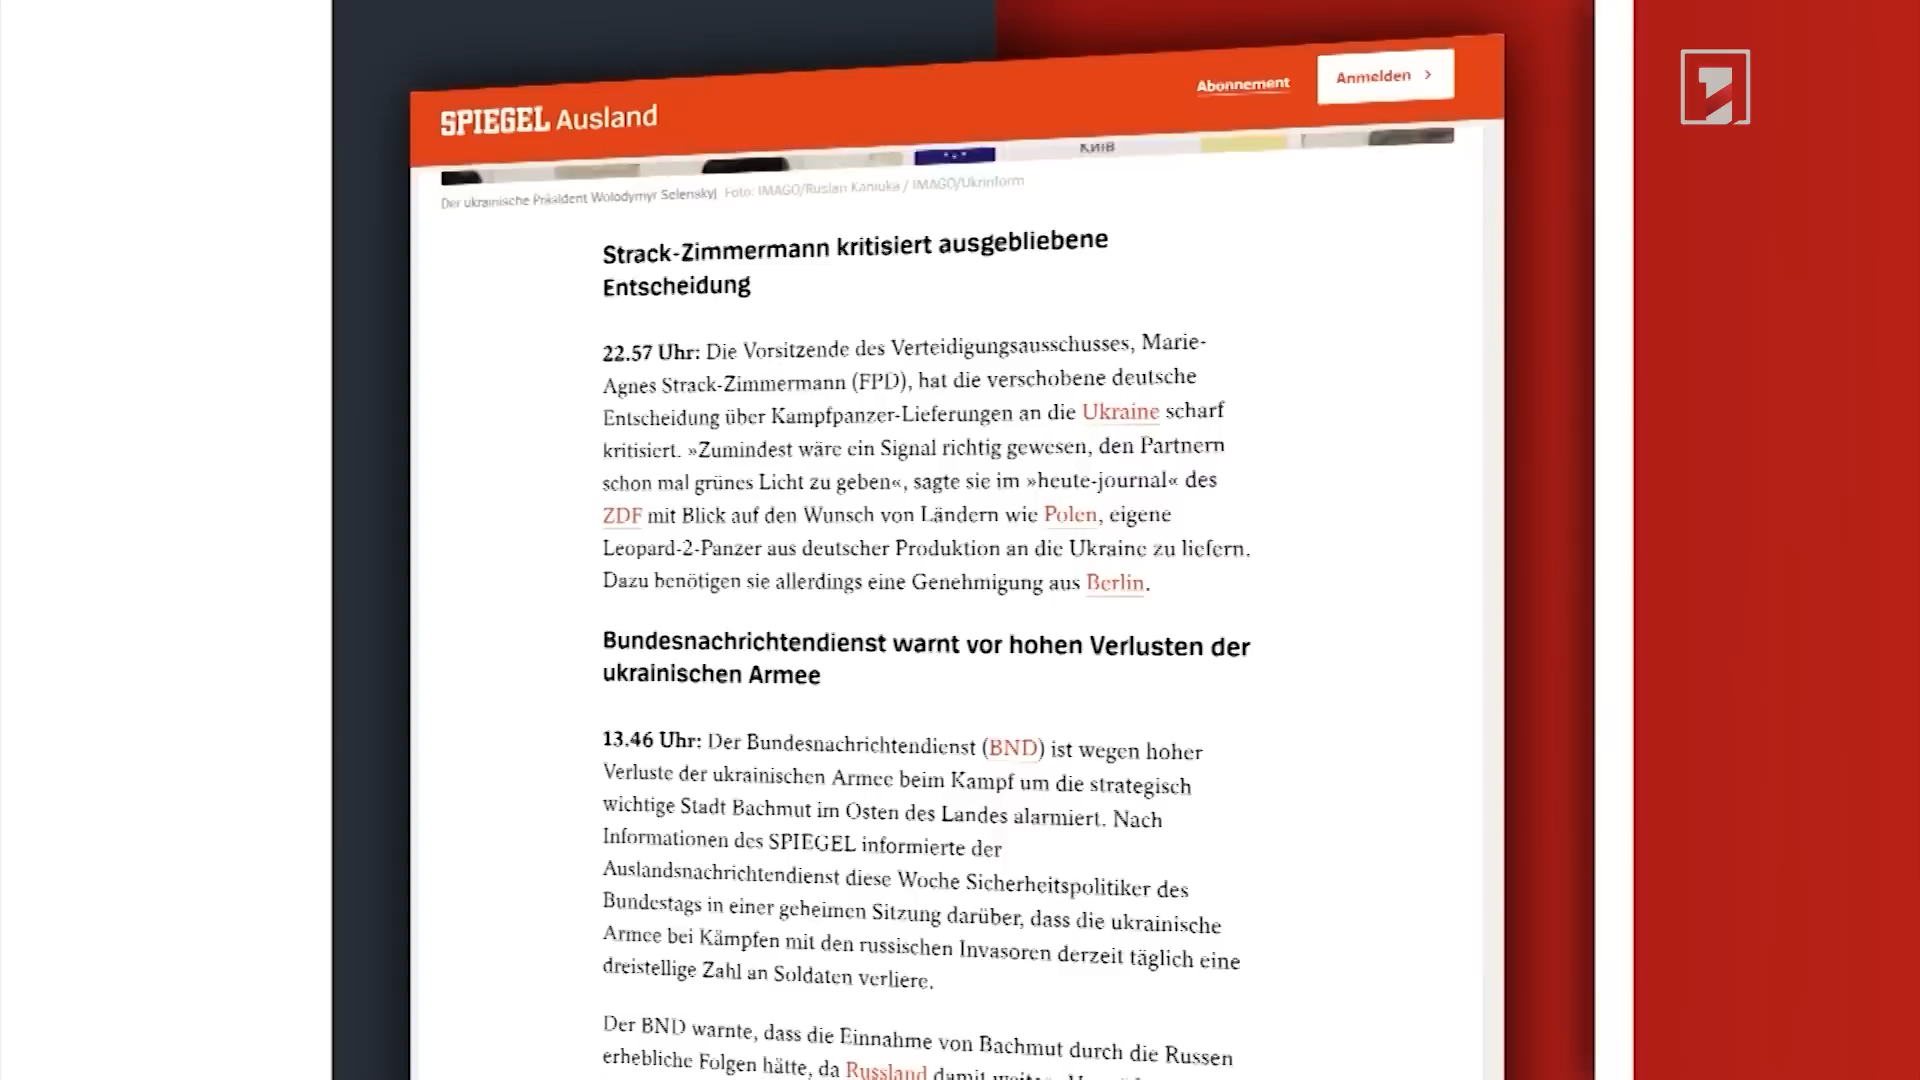 SPIEGEL Ausland
Abonnement
Anmelden >
КИЇВ
Der ukrainische Präsident Wolodymyr Selenskyj Foto: IMAGO/Ruslan Kaniuka / IMAGO/Ukrinform
Strack-Zimmermann kritisiert ausgebliebene
Entscheidung
22.57 Uhr: Die Vorsitzende des Verteidigungsausschusses, Marie-
Agnes Strack-Zimmermann (FPD), hat die verschobene deutsche
Entscheidung über Kampfpanzer-Lieferungen an die Ukraine scharf
kritisiert. »Zumindest wäre ein Signal richtig gewesen, den Partnern
schon mal grünes Licht zu geben«, sagte sie im »heute-journal« des
ZDF mit Blick auf den Wunsch von Ländern wie Polen, eigene
Leopard-2-Panzer aus deutscher Produktion an die Ukraine zu liefern.
Dazu benötigen sie allerdings eine Genehmigung aus Berlin.
Bundesnachrichtendienst warnt vor hohen Verlusten der
ukrainischen Armee
13.46 Uhr: Der Bundesnachrichtendienst (BND) ist wegen hoher
Verluste der ukrainischen Armee beim Kampf um die strategisch
wichtige Stadt Bachmut im Osten des Landes alarmiert. Nach
Informationen des SPIEGEL informierte der
Auslandsnachrichtendienst diese Woche Sicherheitspolitiker des
Bundestags in einer geheimen Sitzung darüber, dass die ukrainische
Armee bei Kämpfen mit den russischen Invasoren derzeit täglich eine
dreistellige Zahl an Soldaten verliere.
Der BND warnte, dass die Einnahme von Bachmut durch die Russen
erhebliche Folgen hätte, da Russland damit